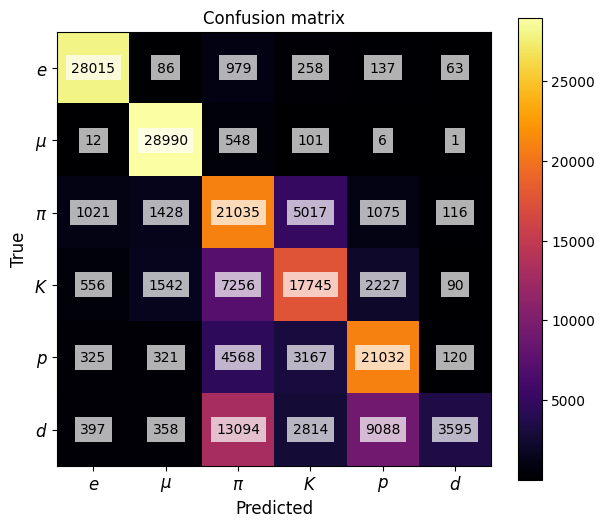 Confusion matrix
e 28015 86 979 258 137 63
μ 12 28990 548 101 6 1
π 1021 1428 21035 5017 1075 116
K 556 1542 7256 17745 2227 90
p 325 321 4568 3167 21032 120
d 397 358 13094 2814 9088 3595
e μ π K p d
True
Predicted
25000
20000
15000
10000
5000